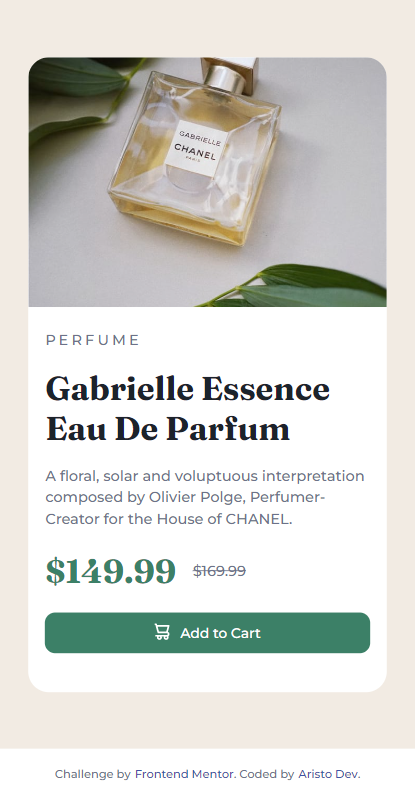 GABRIELLE
CHANEL
PARIS
PERFUME
Gabrielle Essence
Eau De Parfum
A floral, solar and voluptuous interpretation
composed by Olivier Polge, Perfumer-
Creator for the House of CHANEL.
$149.99 $169.99
Add to Cart
Challenge by Frontend Mentor. Coded by Aristo Dev.